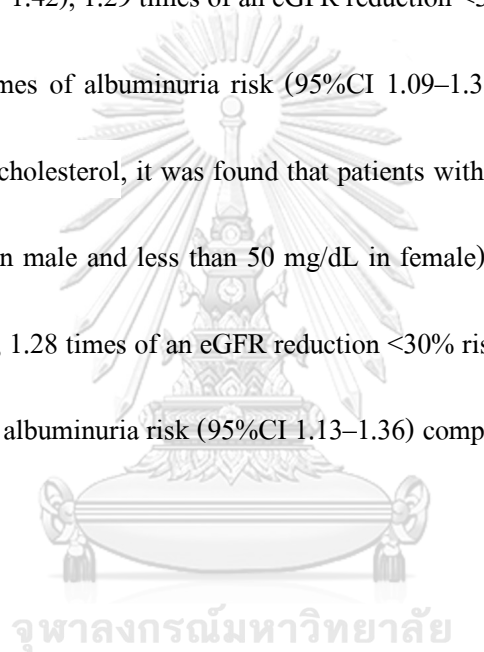 1.42), 1.29 times of an eGFR reduction <
mes of albuminuria risk (95%CI 1.09–1.3
cholesterol, it was found that patients with
n male and less than 50 mg/dL in female)
, 1.28 times of an eGFR reduction <30% ris
albuminuria risk (95%CI 1.13–1.36) comp
จุฬาลงกรณ์มหาวิทยาลัย